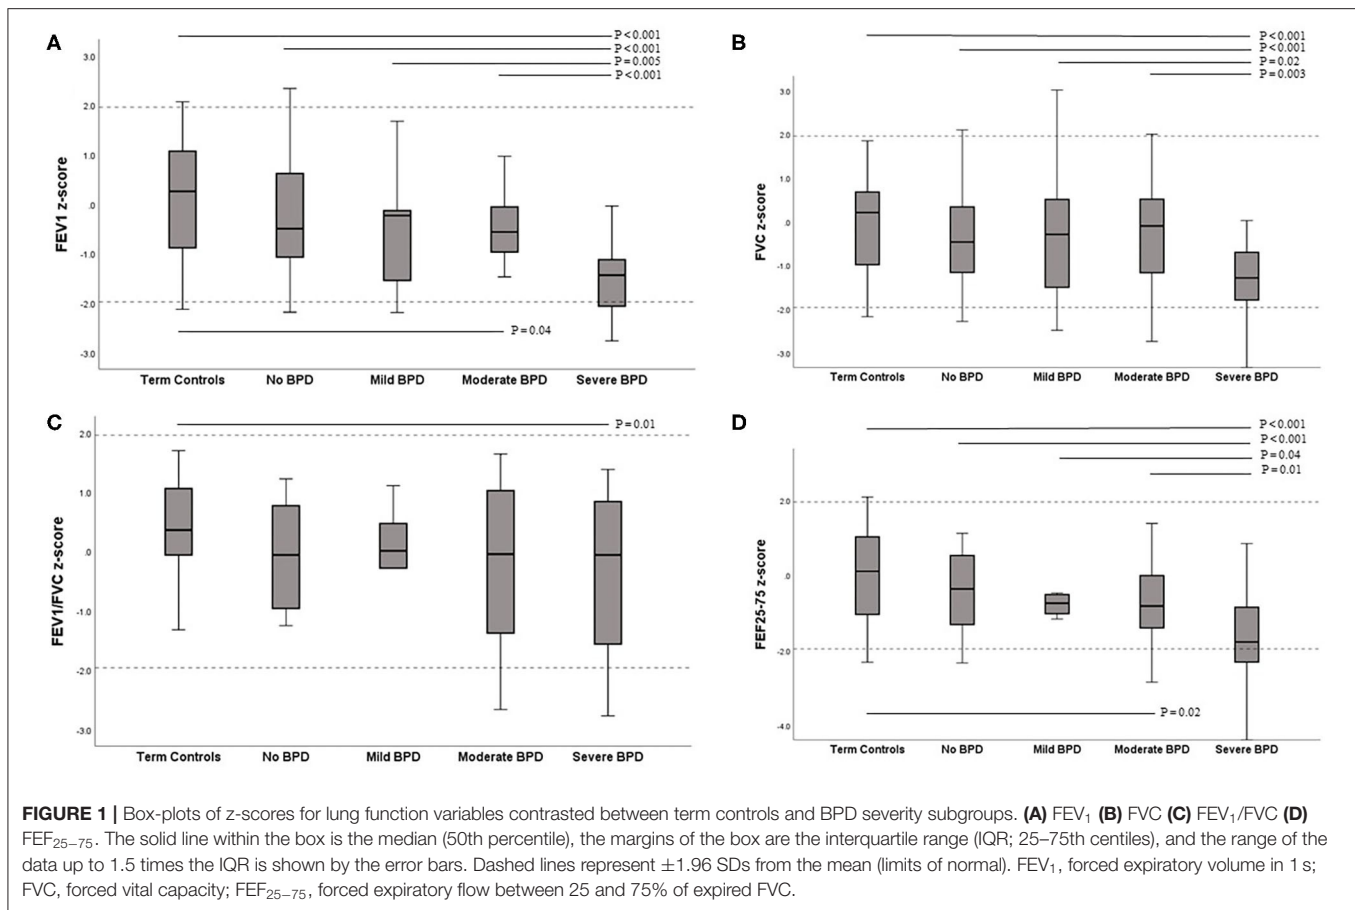 A
P<0.001
P<0.001
P=0.005
P<0.001
3.0
2.0
1.0
.0
-1.0
-2.0
-3.0
FEV1 z-score
P=0.04
Term Controls No BPD Mild BPD Moderate BPD Severe BPD
B
P<0.001
P<0.001
P=0.02
P=0.003
3.0
2.0
1.0
.0
-1.0
-2.0
-3.0
FVC z-score
Term Controls No BPD Mild BPD Moderate BPD Severe BPD
C
P=0.01
2.0
1.0
.0
-1.0
-2.0
-3.0
FEV1/FVC z-score
Term Controls No BPD Mild BPD Moderate BPD Severe BPD
D
P<0.001
P<0.001
P=0.04
P=0.01
2.0
.0
-2.0
-4.0
FEF25-75 z-score
P=0.02
Term Controls No BPD Mild BPD Moderate BPD Severe BPD
FIGURE 1 | Box-plots of z-scores for lung function variables contrasted between term controls and BPD severity subgroups. (A) FEV₁ (B) FVC (C) FEV₁/FVC (D)
FEF₂₅₋₇₅. The solid line within the box is the median (50th percentile), the margins of the box are the interquartile range (IQR; 25–75th centiles), and the range of the
data up to 1.5 times the IQR is shown by the error bars. Dashed lines represent ±1.96 SDs from the mean (limits of normal). FEV₁, forced expiratory volume in 1 s;
FVC, forced vital capacity; FEF₂₅₋₇₅, forced expiratory flow between 25 and 75% of expired FVC.